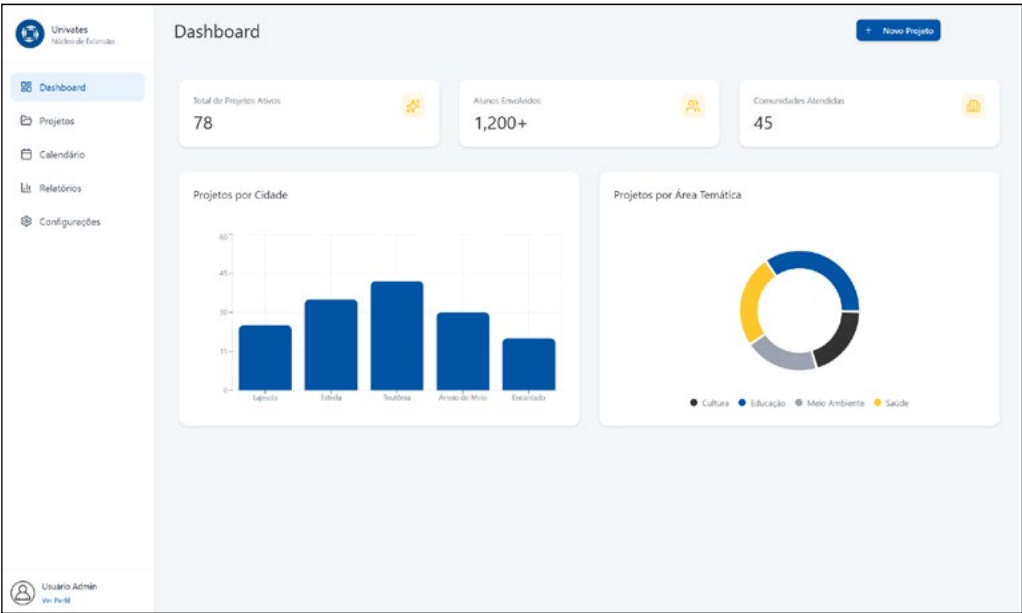 Univates
Núcleo de Extensão
Dashboard
Projetos
Calendário
Relatórios
Configurações
Usuário Admin
Ver Perfil
Dashboard
+ Novo Projeto
Total de Projetos Ativos
78
Alunos Envolvidos
1,200+
Comunidades Atendidas
45
Projetos por Cidade
60
45
30
15
0
Lajeado Estrela Teutônia Arroio do Meio Encantado
Projetos por Área Temática
Cultura Educação Meio Ambiente Saúde